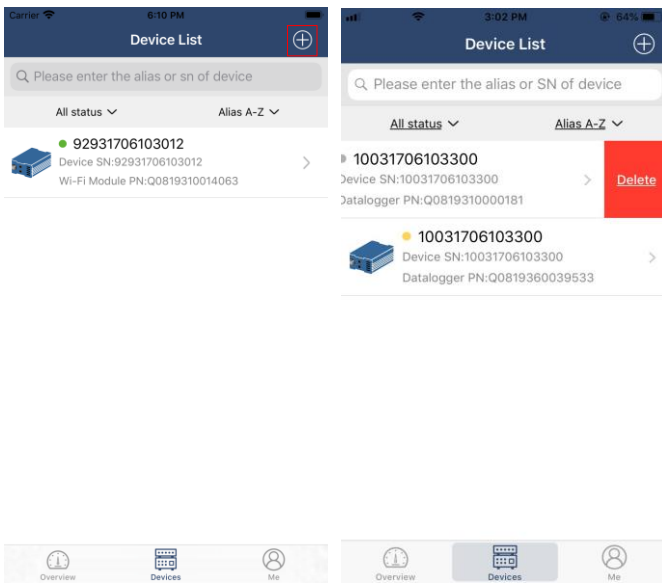 Carrier 6:10 PM
Device List
Please enter the alias or sn of device
All status Alias A-Z
92931706103012
Device SN:92931706103012
Wi-Fi Module PN:Q0819310014063
Overview Devices Me
3:02 PM 64%
Device List
Please enter the alias or SN of device
All status Alias A-Z
10031706103300
Device SN:10031706103300
Datalogger PN:Q0819310000181
Delete
10031706103300
Device SN:10031706103300
Datalogger PN:Q0819360039533
Overview Devices Me